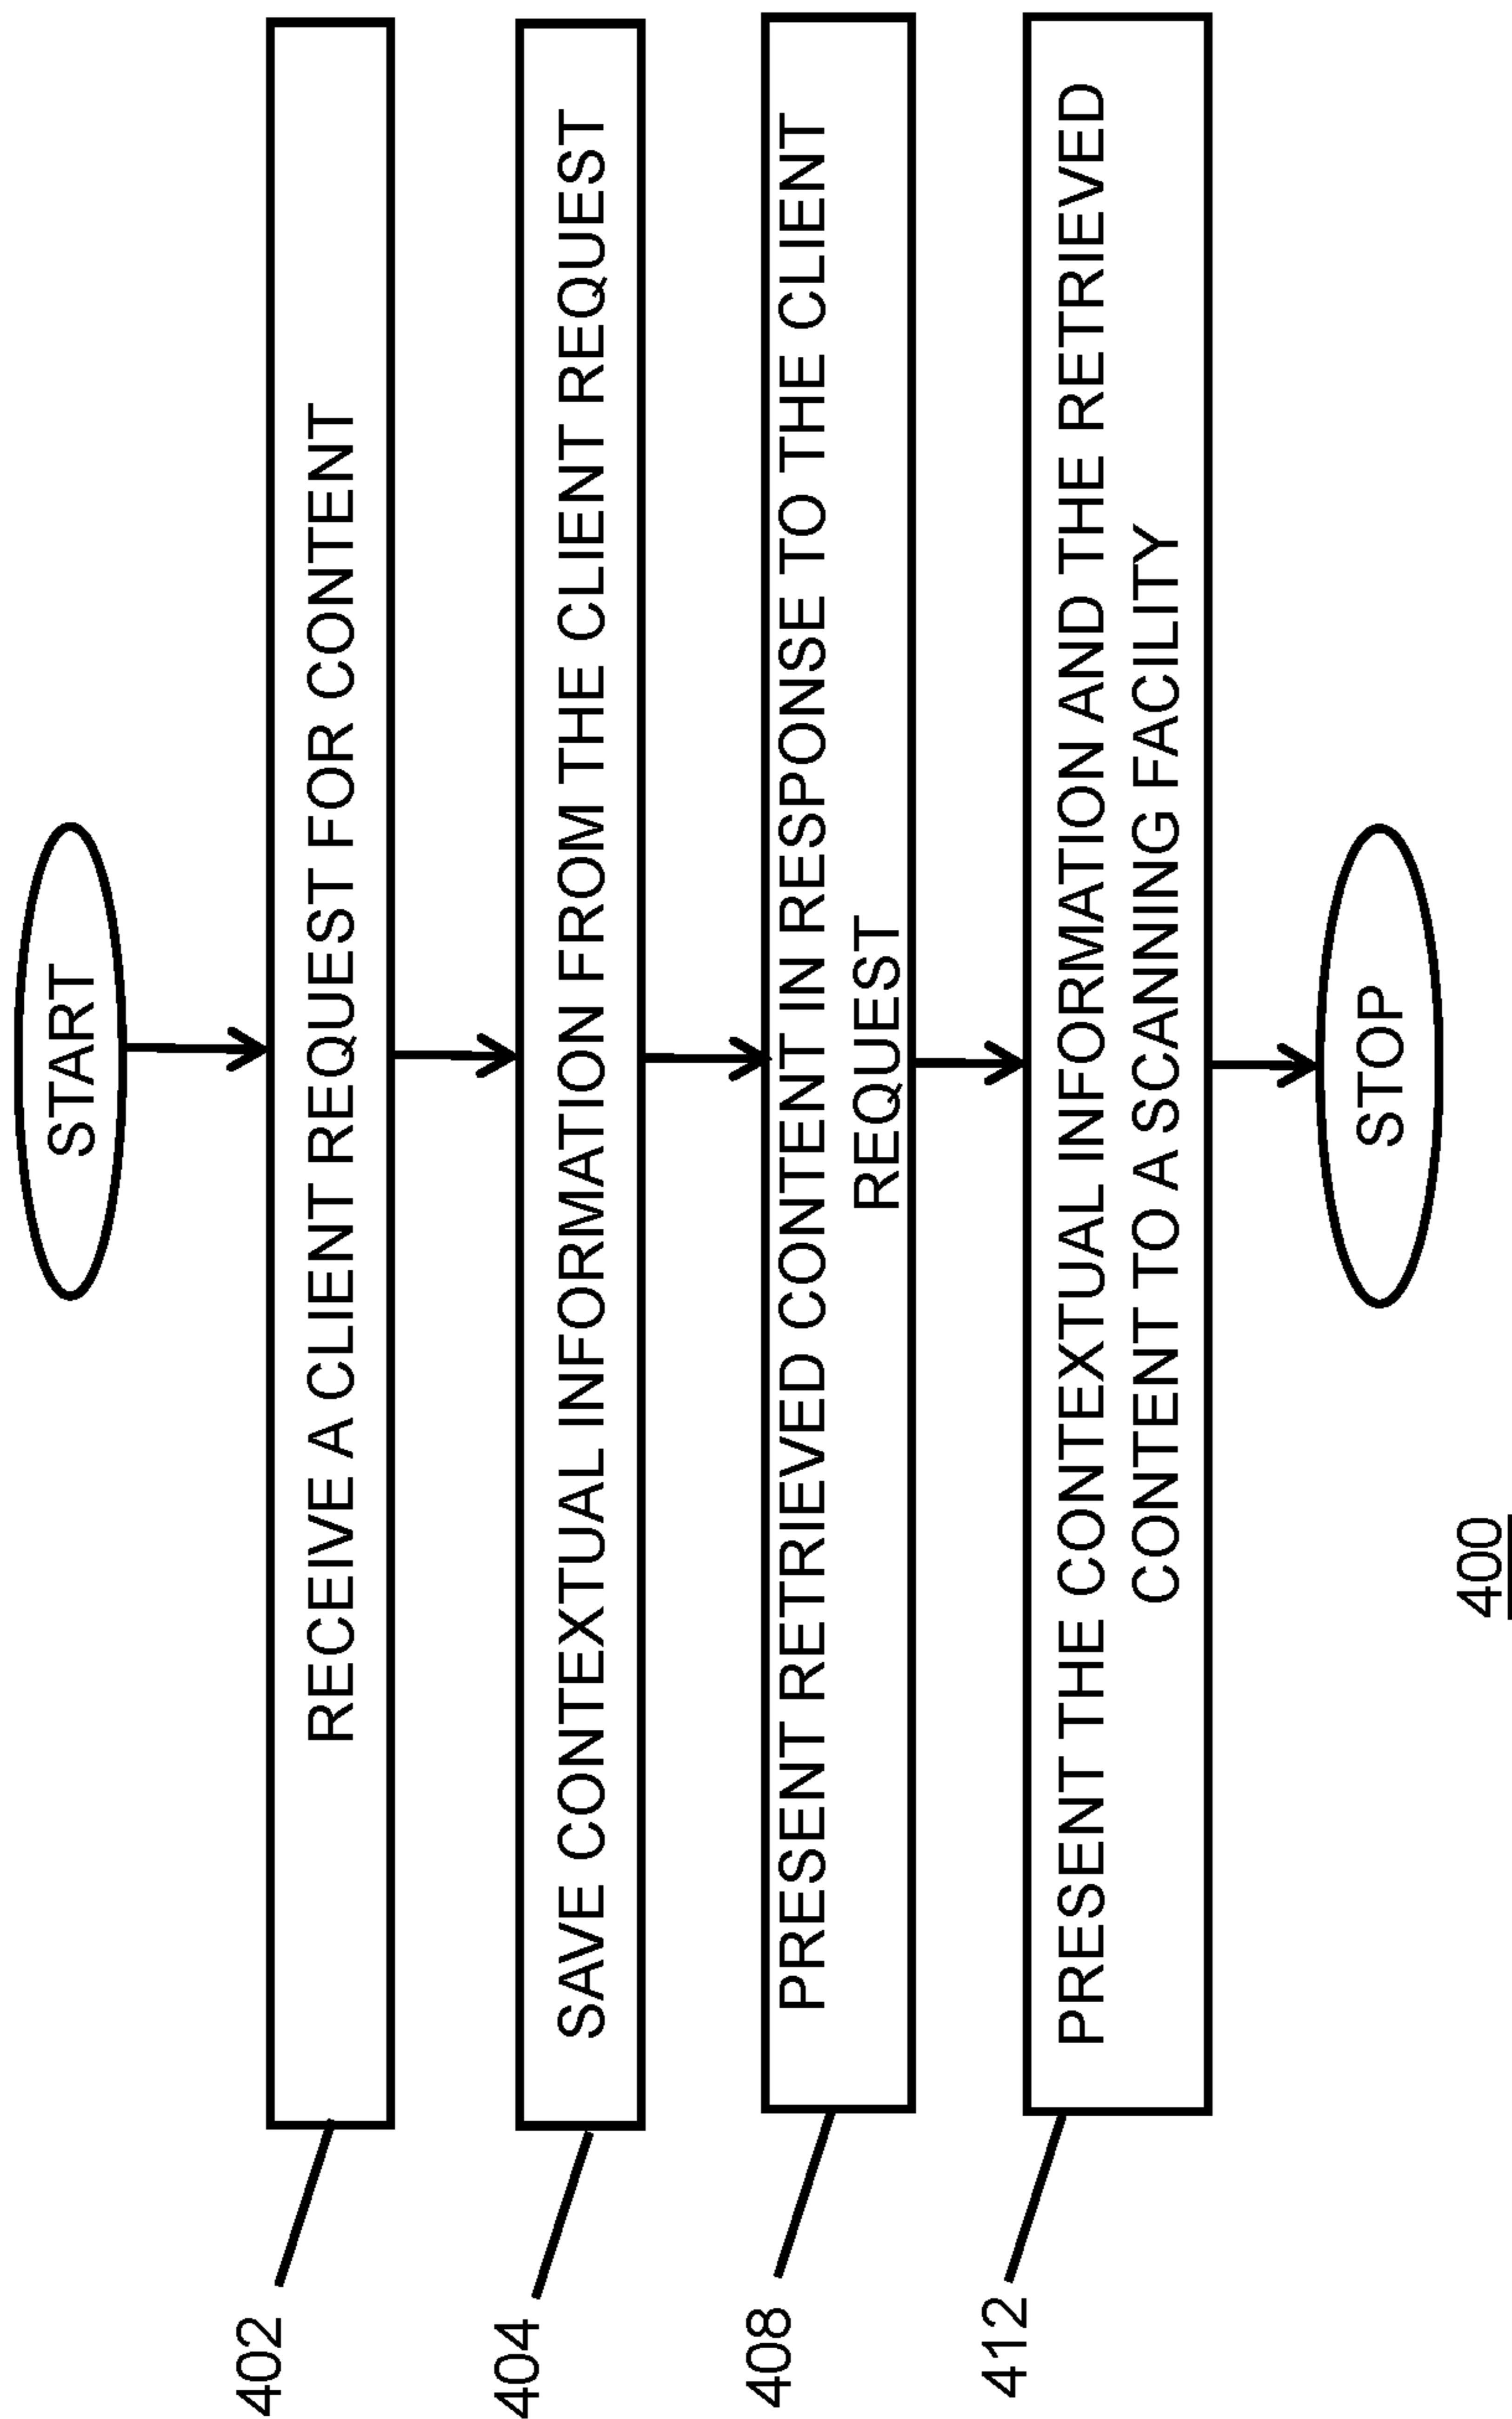 START
402
RECEIVE A CLIENT REQUEST FOR CONTENT
404
SAVE CONTEXTUAL INFORMATION FROM THE CLIENT REQUEST
408
PRESENT RETRIEVED CONTENT IN RESPONSE TO THE CLIENT
REQUEST
412
PRESENT THE CONTEXTUAL INFORMATION AND THE RETRIEVED
CONTENT TO A SCANNING FACILITY
STOP
400